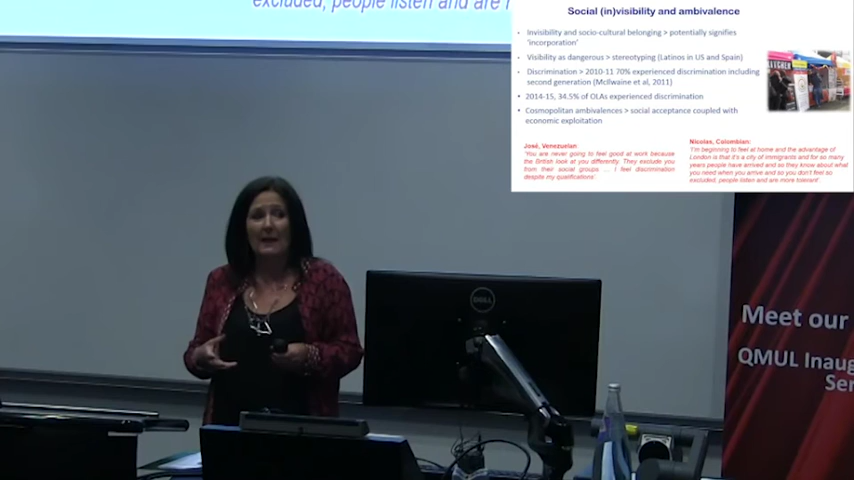 excluded, people listen and are
Social (in)visibility and ambivalence
• Invisibility and socio-cultural belonging > potentially signifies
'incorporation'
• Visibility as dangerous > stereotyping (Latinos in US and Spain)
• Discrimination > 2010-11 70% experienced discrimination including
second generation (McIlwaine et al, 2011)
• 2014-15, 34.5% of OLAs experienced discrimination
• Cosmopolitan ambivalences > social acceptance coupled with
economic exploitation
José, Venezuelan
'You are never going to feel good at work because
the British look at you differently. They exclude you
from their social groups ... I feel discrimination
despite my qualifications'.
Nicolas, Colombian:
'I'm beginning to feel at home and the advantage of
London is that it's a city of immigrants and for so many
years people have arrived and so they know about what
you need when you arrive and so you don't feel so
excluded, people listen and are more tolerant'.
DELL
Meet our
QMUL Inaug
Ser